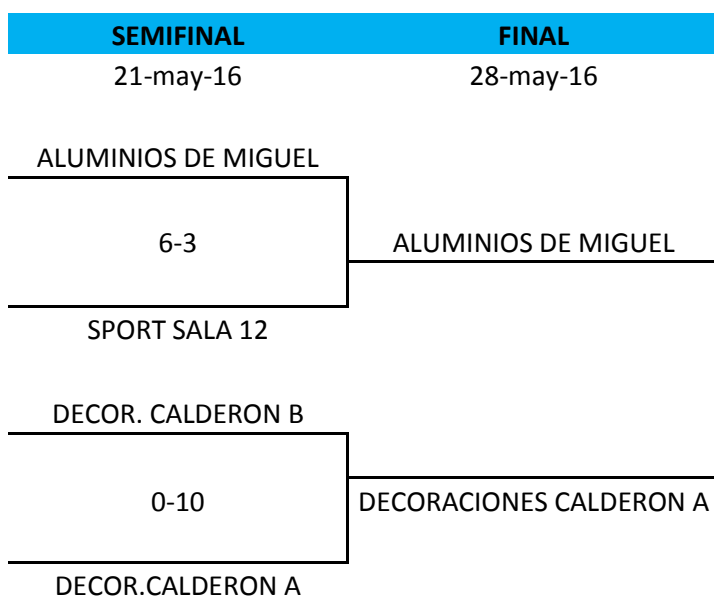 SEMIFINAL FINAL
21-may-16 28-may-16
ALUMINIOS DE MIGUEL
6-3 ALUMINIOS DE MIGUEL
SPORT SALA 12
DECOR. CALDERON B
0-10 DECORACIONES CALDERON A
DECOR.CALDERON A